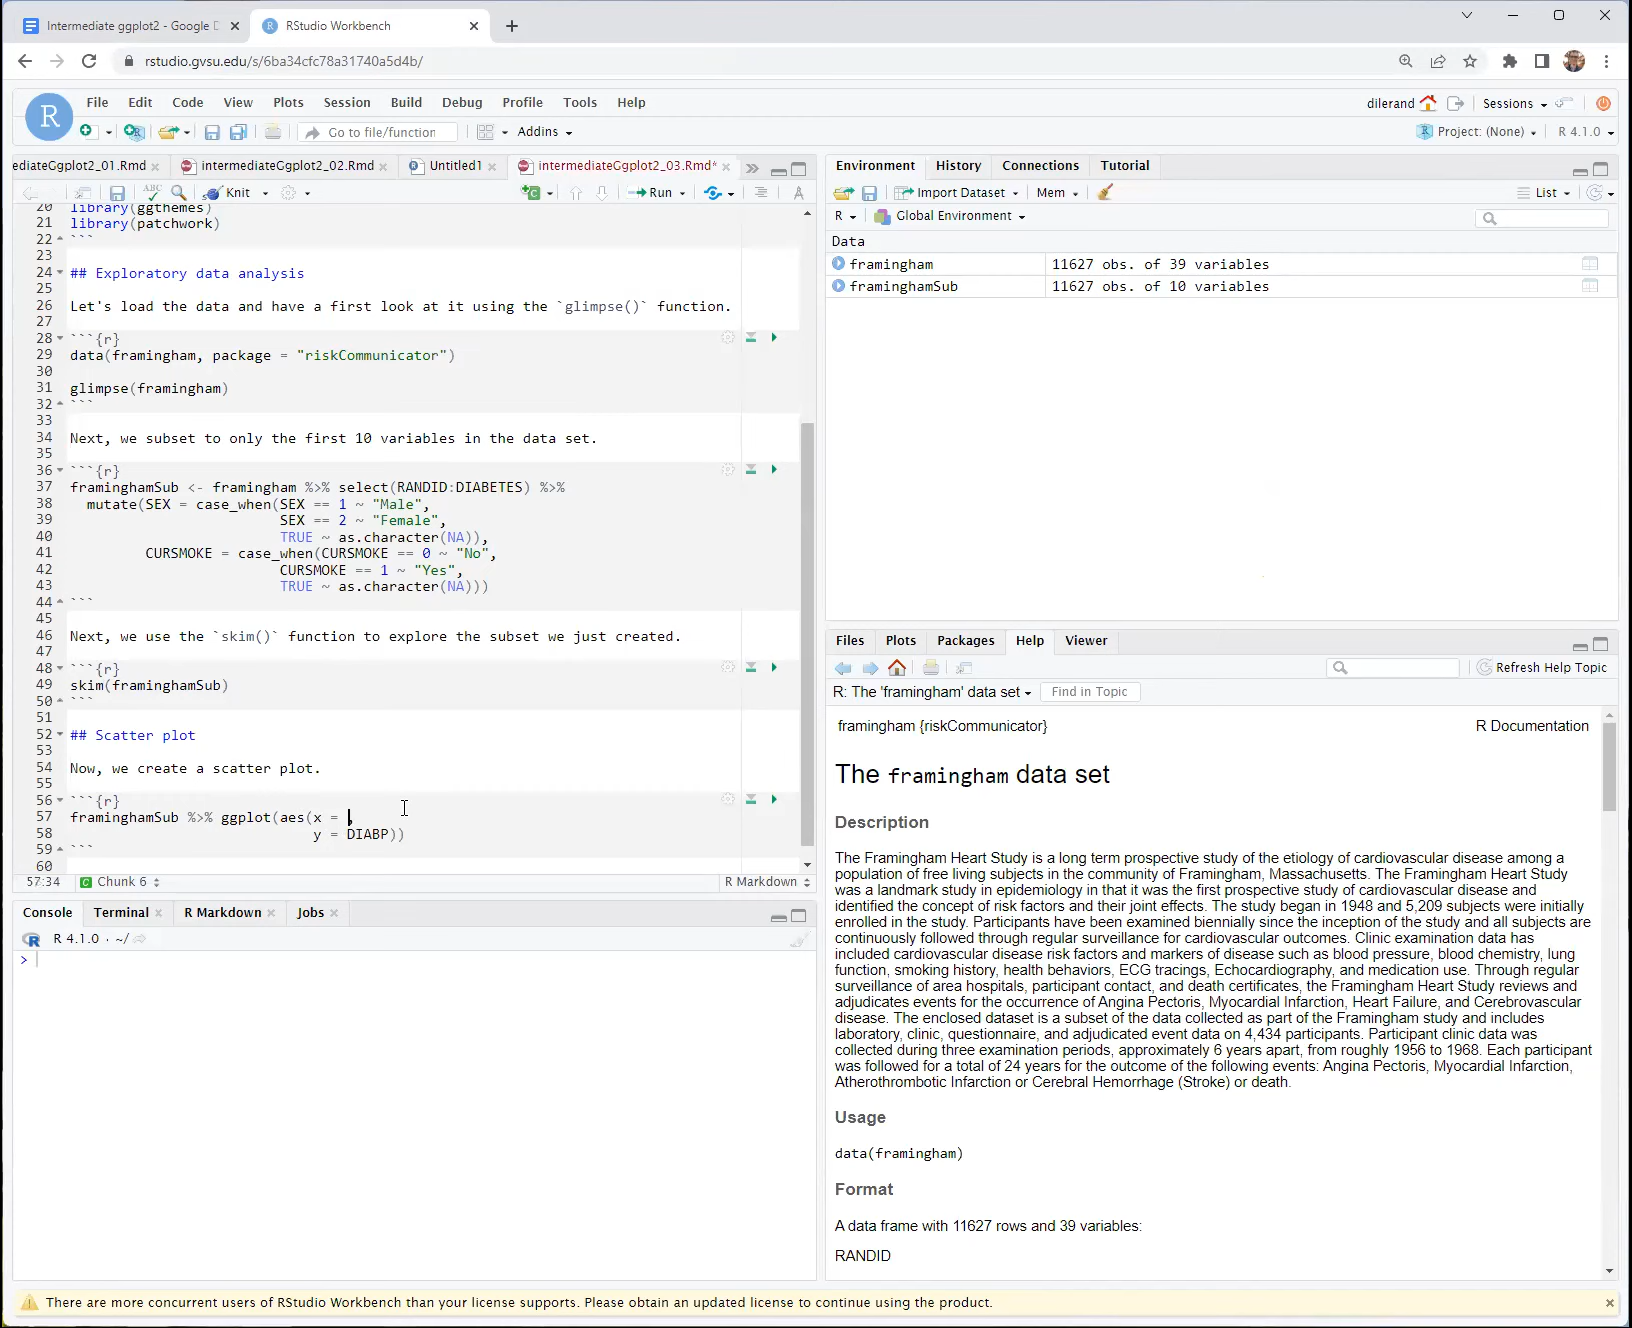 Intermediate ggplot2 - Google D
RStudio Workbench
rstudio.gvsu.edu/s/6ba34cfc78a31740a5d4b/
R
File Edit Code View Plots Session Build Debug Profile Tools Help
dilerand Sessions
Go to file/function Addins
Project: (None) R 4.1.0
ediateGgplot2_01.Rmd intermediateGgplot2_02.Rmd Untitled1 intermediateGgplot2_03.Rmd*
ABC Knit Run
20 library(ggthemes)
21 library(patchwork)
22 ```
23
24 ## Exploratory data analysis
25
26 Let's load the data and have a first look at it using the `glimpse()` function.
27
28 ```{r}
29 data(framingham, package = "riskCommunicator")
30
31 glimpse(framingham)
32 ```
33
34 Next, we subset to only the first 10 variables in the data set.
35
36 ```{r}
37 framinghamSub <- framingham %>% select(RANDID:DIABETES) %>%
38 mutate(SEX = case_when(SEX == 1 ~ "Male",
39 SEX == 2 ~ "Female",
40 TRUE ~ as.character(NA)),
41 CURSMOKE = case_when(CURSMOKE == 0 ~ "No",
42 CURSMOKE == 1 ~ "Yes",
43 TRUE ~ as.character(NA)))
44 ```
45
46 Next, we use the `skim()` function to explore the subset we just created.
47
48 ```{r}
49 skim(framinghamSub)
50 ```
51
52 ## Scatter plot
53
54 Now, we create a scatter plot.
55
56 ```{r}
57 framinghamSub %>% ggplot(aes(x = ,
58 y = DIABP))
59 ```
60
57:34 Chunk 6 R Markdown
Console Terminal R Markdown Jobs
R 4.1.0 · ~/
>
Environment History Connections Tutorial
Import Dataset Mem List
R Global Environment
Data
framingham 11627 obs. of 39 variables
framinghamSub 11627 obs. of 10 variables
Files Plots Packages Help Viewer
Refresh Help Topic
R: The 'framingham' data set Find in Topic
framingham {riskCommunicator} R Documentation
The framingham data set
Description
The Framingham Heart Study is a long term prospective study of the etiology of cardiovascular disease among a
population of free living subjects in the community of Framingham, Massachusetts. The Framingham Heart Study
was a landmark study in epidemiology in that it was the first prospective study of cardiovascular disease and
identified the concept of risk factors and their joint effects. The study began in 1948 and 5,209 subjects were initially
enrolled in the study. Participants have been examined biennially since the inception of the study and all subjects are
continuously followed through regular surveillance for cardiovascular outcomes. Clinic examination data has
included cardiovascular disease risk factors and markers of disease such as blood pressure, blood chemistry, lung
function, smoking history, health behaviors, ECG tracings, Echocardiography, and medication use. Through regular
surveillance of area hospitals, participant contact, and death certificates, the Framingham Heart Study reviews and
adjudicates events for the occurrence of Angina Pectoris, Myocardial Infarction, Heart Failure, and Cerebrovascular
disease. The enclosed dataset is a subset of the data collected as part of the Framingham study and includes
laboratory, clinic, questionnaire, and adjudicated event data on 4,434 participants. Participant clinic data was
collected during three examination periods, approximately 6 years apart, from roughly 1956 to 1968. Each participant
was followed for a total of 24 years for the outcome of the following events: Angina Pectoris, Myocardial Infarction,
Atherothrombotic Infarction or Cerebral Hemorrhage (Stroke) or death.
Usage
data(framingham)
Format
A data frame with 11627 rows and 39 variables:
RANDID
There are more concurrent users of RStudio Workbench than your license supports. Please obtain an updated license to continue using the product.